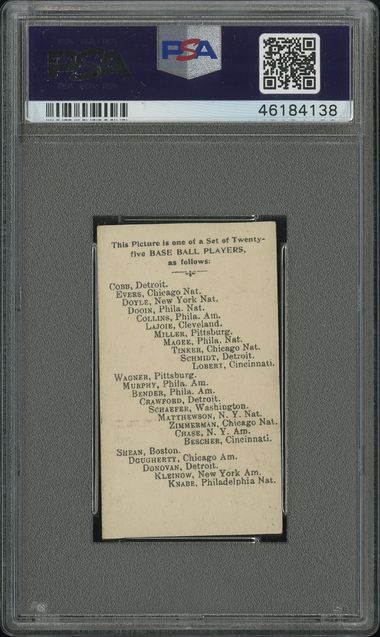 PSA
PSA
46184138
This Picture is one of a Set of Twenty-
five BASE BALL PLAYERS,
as follows:
COBB, Detroit.
EVERS, Chicago Nat.
DOYLE, New York Nat.
DOOIN, Phila. Nat.
COLLINS, Phila. Am.
LAJOIE, Cleveland.
MILLER, Pittsburg.
MAGEE, Phila. Nat.
TINKER, Chicago Nat.
SCHMIDT, Detroit.
LOBERT, Cincinnati.
WAGNER, Pittsburg.
MURPHY, Phila. Am.
BENDER, Phila. Am.
CRAWFORD, Detroit.
SCHAEFER, Washington.
MATTHEWSON, N. Y. Nat.
ZIMMERMAN, Chicago Nat.
CHASE, N. Y. Am.
BESCHER, Cincinnati.
SHEAN, Boston.
DOUGHERTY, Chicago Am.
DONOVAN, Detroit.
KLEINOW, New York Am.
KNABE, Philadelphia Nat.